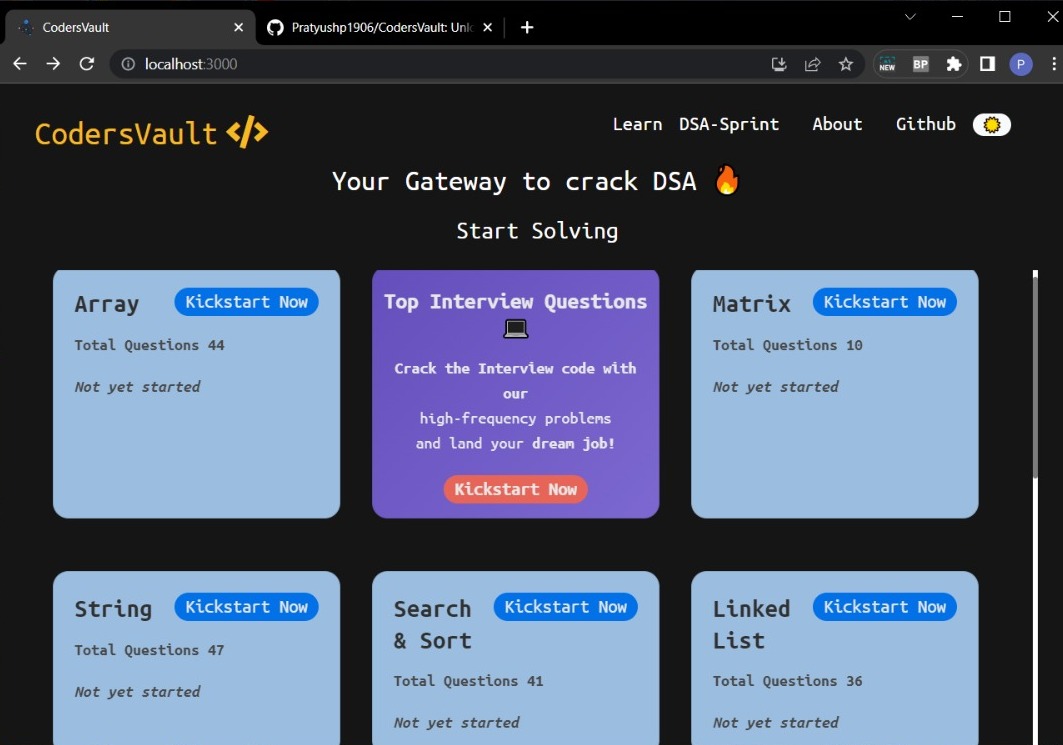 CodersVault
Pratyushp1906/CodersVault: Unlo
localhost:3000
NEW
BP
P
CodersVault </>
Learn DSA-Sprint About Github
Your Gateway to crack DSA 🔥
Start Solving
Array
Kickstart Now
Total Questions 44
Not yet started
Top Interview Questions
💻
Crack the Interview code with
our
high-frequency problems
and land your dream job!
Kickstart Now
Matrix
Kickstart Now
Total Questions 10
Not yet started
String
Kickstart Now
Total Questions 47
Not yet started
Search
& Sort
Kickstart Now
Total Questions 41
Not yet started
Linked
List
Kickstart Now
Total Questions 36
Not yet started